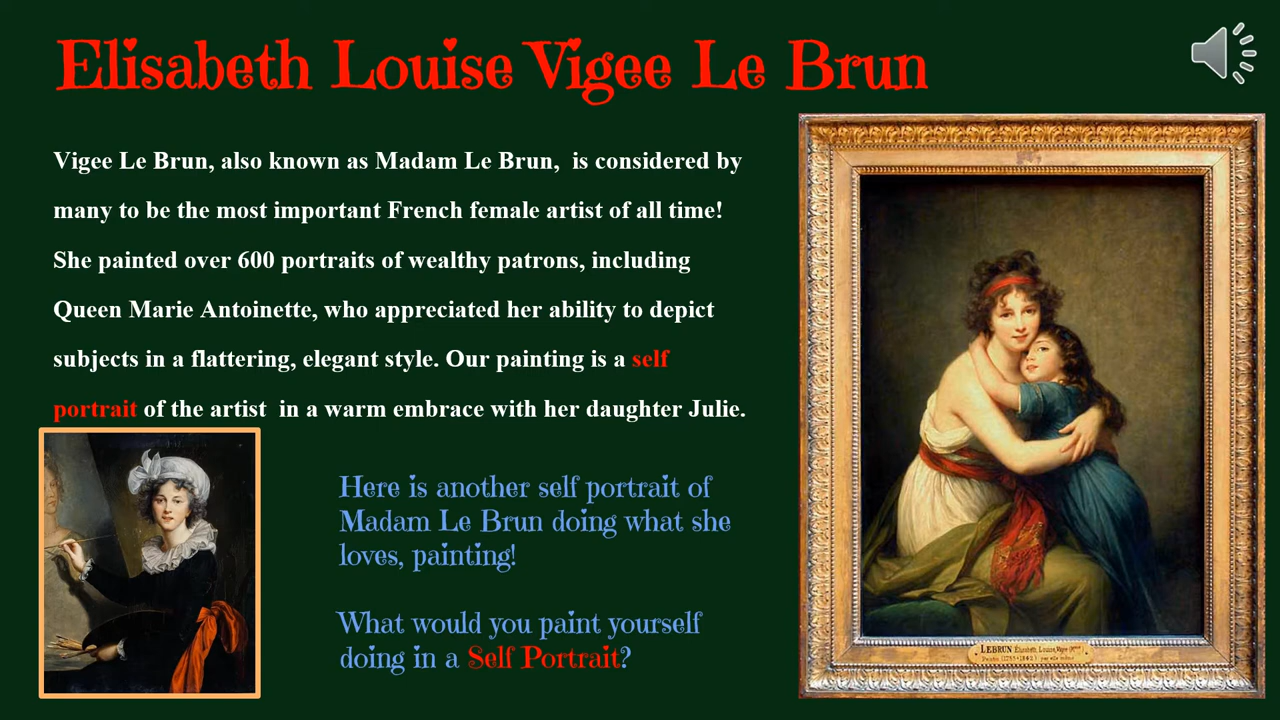 Elisabeth Louise Vigee Le Brun
Vigee Le Brun, also known as Madam Le Brun,  is considered by
many to be the most important French female artist of all time!
She painted over 600 portraits of wealthy patrons, including
Queen Marie Antoinette, who appreciated her ability to depict
subjects in a flattering, elegant style. Our painting is a self
portrait of the artist  in a warm embrace with her daughter Julie.
Here is another self portrait of
Madam Le Brun doing what she
loves, painting!
What would you paint yourself
doing in a Self Portrait?
LEBRUN Elisabeth, Louise, Vigée